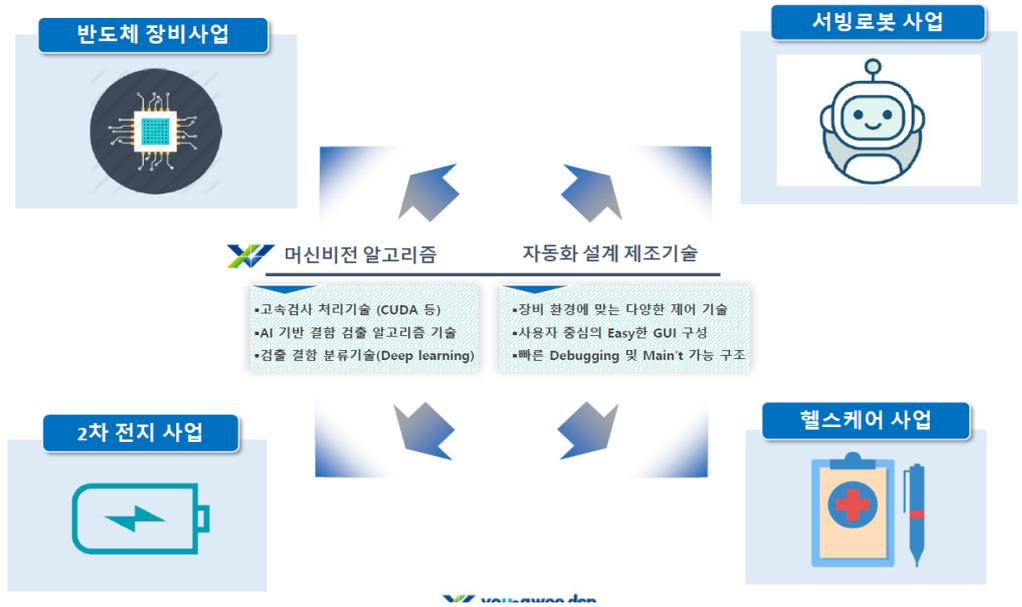 반도체 장비사업
서빙로봇 사업
머신비전 알고리즘
▪고속검사 처리기술 (CUDA 등)
▪AI 기반 결함 검출 알고리즘 기술
▪검출 결함 분류기술(Deep learning)
자동화 설계 제조기술
▪장비 환경에 맞는 다양한 제어 기술
▪사용자 중심의 Easy한 GUI 구성
▪빠른 Debugging 및 Main't 가능 구조
2차 전지 사업
헬스케어 사업